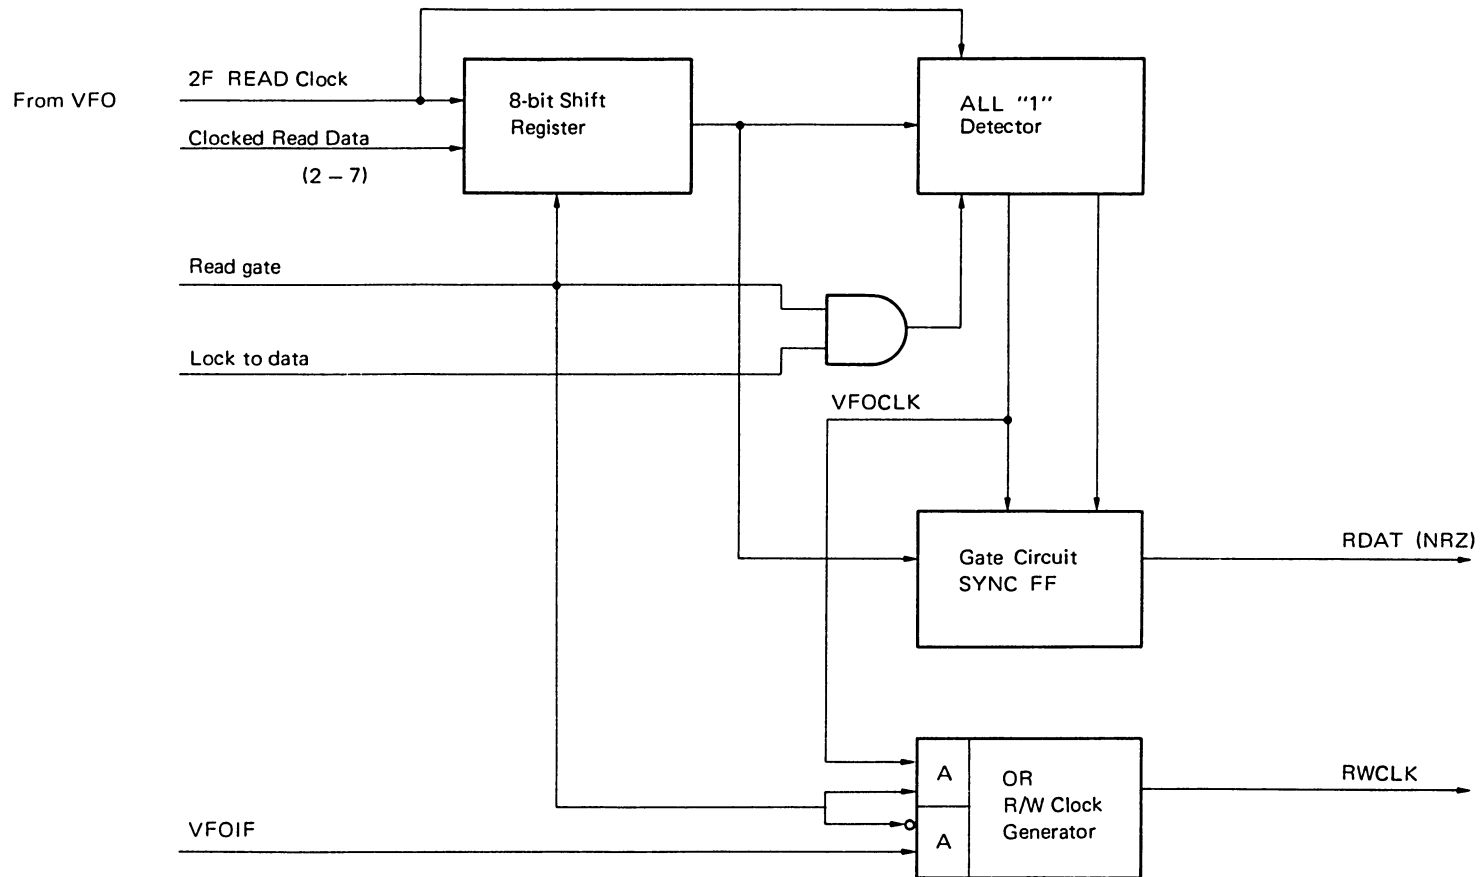 2F READ Clock
From VFO
Clocked Read Data
(2 – 7)
8-bit Shift
Register
ALL "1"
Detector
Read gate
Lock to data
VFOCLK
Gate Circuit
SYNC FF
RDAT (NRZ)
A
A
OR
R/W Clock
Generator
RWCLK
VFOIF